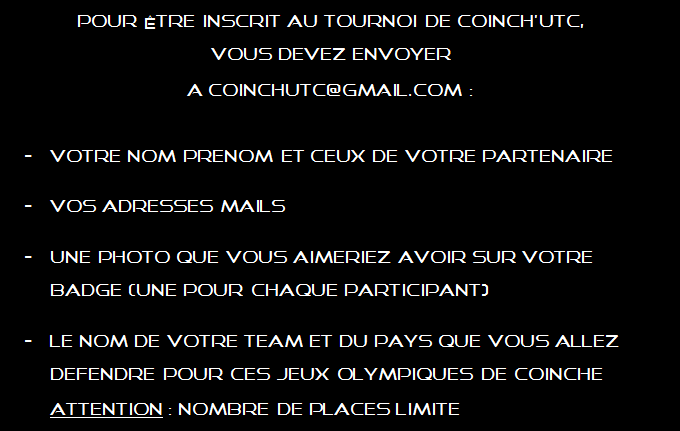 POUR ÊTRE INSCRIT AU TOURNOI DE COINCH'UTC,
VOUS DEVEZ ENVOYER
A COINCHUTC@GMAIL.COM :
- VOTRE NOM PRENOM ET CEUX DE VOTRE PARTENAIRE
- VOS ADRESSES MAILS
- UNE PHOTO QUE VOUS AIMERIEZ AVOIR SUR VOTRE
BADGE (UNE POUR CHAQUE PARTICIPANT)
- LE NOM DE VOTRE TEAM ET DU PAYS QUE VOUS ALLEZ
DEFENDRE POUR CES JEUX OLYMPIQUES DE COINCHE
ATTENTION : NOMBRE DE PLACES LIMITE